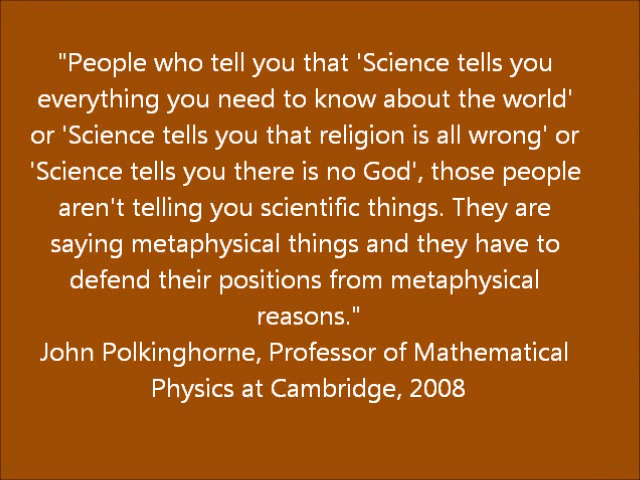 "People who tell you that 'Science tells you
everything you need to know about the world'
or 'Science tells you that religion is all wrong' or
'Science tells you there is no God', those people
aren't telling you scientific things. They are
saying metaphysical things and they have to
defend their positions from metaphysical
reasons."
John Polkinghorne, Professor of Mathematical
Physics at Cambridge, 2008